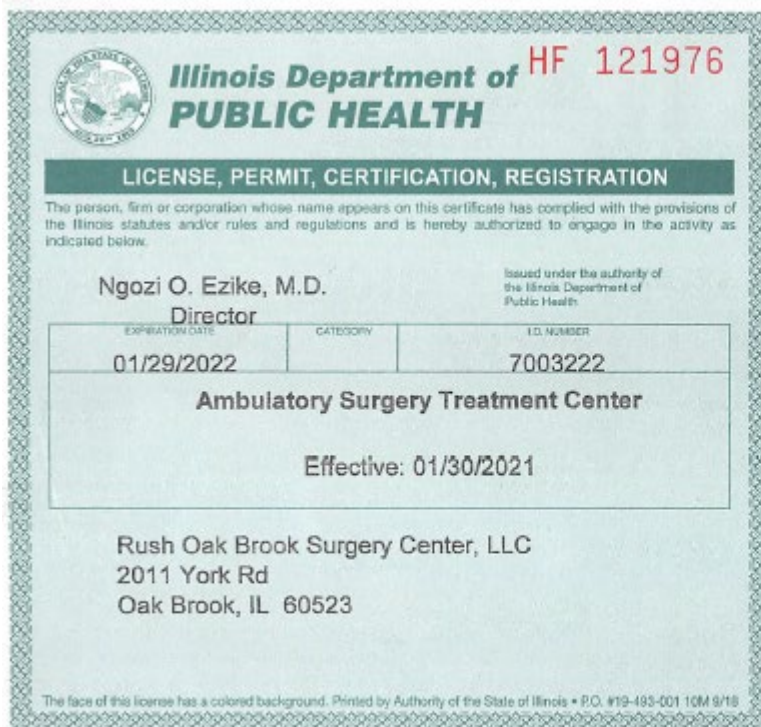 Illinois Department of HF 121976
PUBLIC HEALTH
LICENSE, PERMIT, CERTIFICATION, REGISTRATION
The person, firm or corporation whose name appears on this certificate has complied with the provisions of
the Illinois statutes and/or rules and regulations and is hereby authorized to engage in the activity as
indicated below.
Ngozi O. Ezike, M.D.
Director
Issued under the authority of
the Illinois Department of
Public Health
EXPIRATION DATE CATEGORY I.D. NUMBER
01/29/2022 7003222
Ambulatory Surgery Treatment Center
Effective: 01/30/2021
Rush Oak Brook Surgery Center, LLC
2011 York Rd
Oak Brook, IL 60523
The face of this license has a colored background. Printed by Authority of the State of Illinois • P.O. #19-493-001 10M 9/18